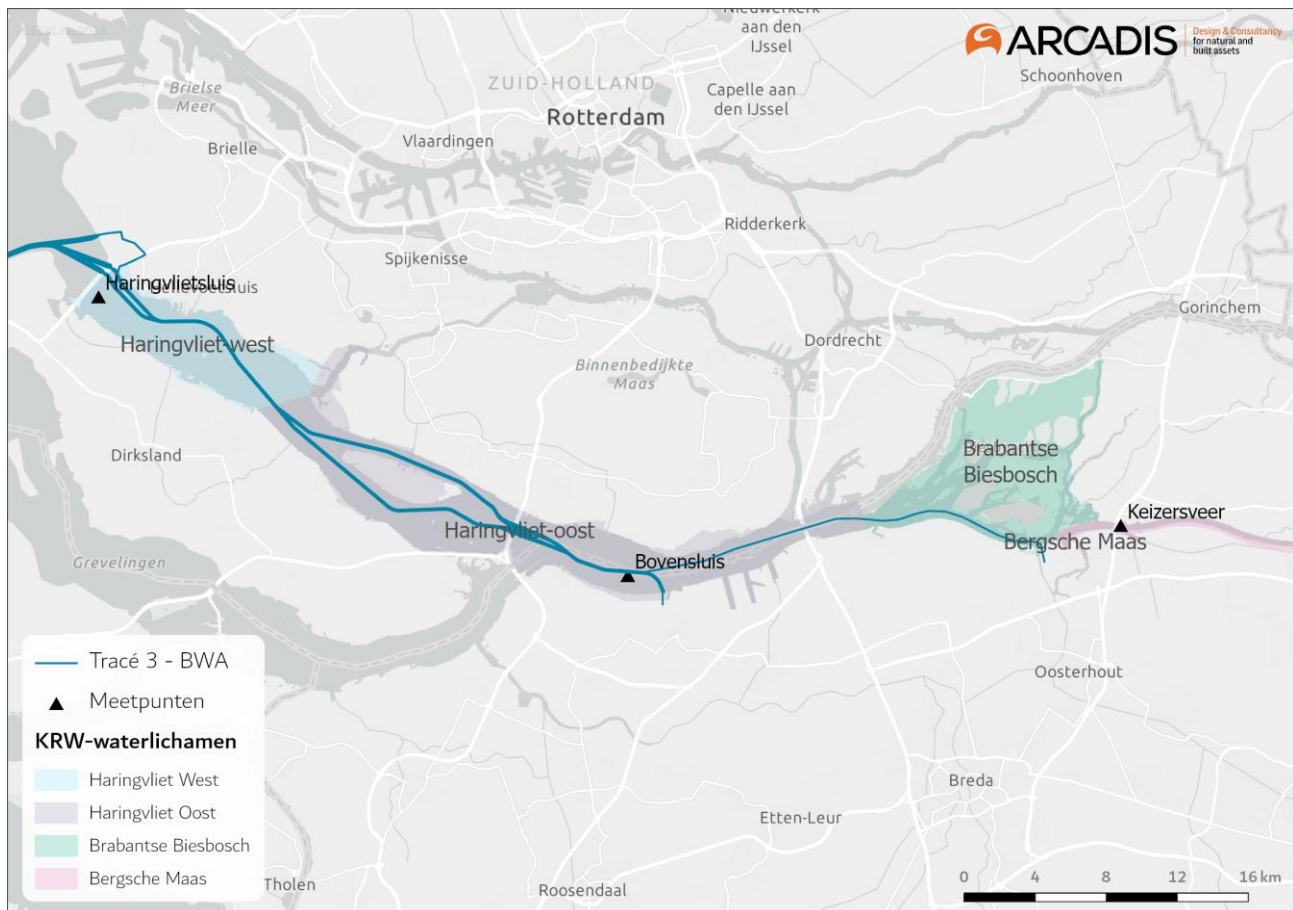 Nieuwerkerk
aan den
IJssel
ARCADIS
Design & Consultancy
for natural and
built assets
ZUID-HOLLAND
Schoonhoven
Brielse
Meer
Capelle aan
den IJssel
Rotterdam
Vlaardingen
Brielle
Ridderkerk
Spijkenisse
Haringvlietsluis
Hellevoetsluis
Gorinchem
Haringvliet-west
Dordrecht
Binnenbedijkte
Maas
Dirksland
Brabantse
Biesbosch
Keizersveer
Haringvliet-oost
Bergsche Maas
Grevelingen
Bovensluis
Oosterhout
Tracé 3 - BWA
Meetpunten
KRW-waterlichamen
Haringvliet West
Haringvliet Oost
Brabantse Biesbosch
Bergsche Maas
Breda
Etten-Leur
Tholen
Roosendaal
0 4 8 12 16 km